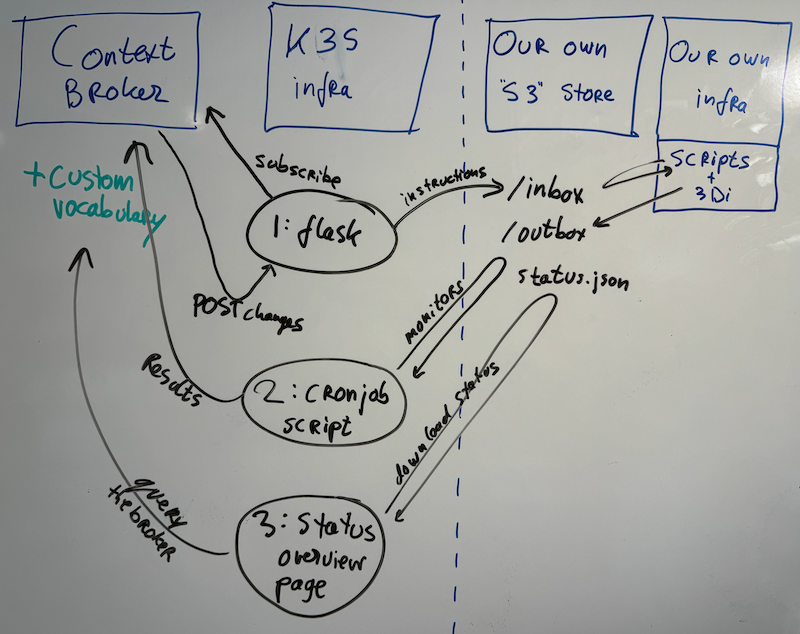 Context
BROKER
K3S
infra
OUR OWN
"S3" STORE
OUR OWN
infra
SCRIPTS
+
3Di
+ Custom
vocabulary
subscribe
instructions
/inbox
/outbox
status.json
1: flask
POST changes
monitors
Results
2: CRONjob
SCRIPT
download status
query
the broker
3: Status
overview
page